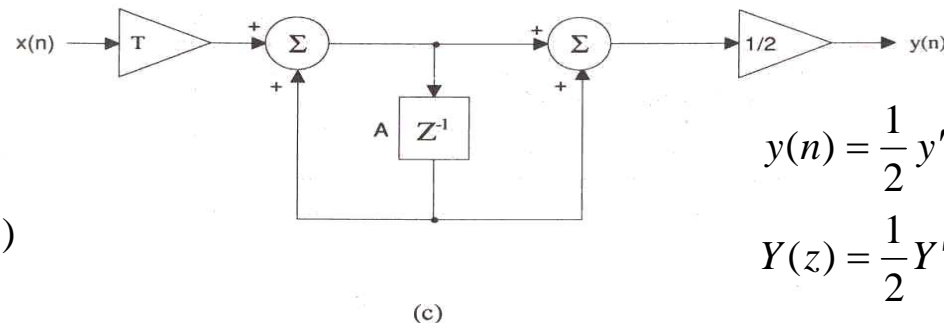 x(n) T + Σ + Σ 1/2 y(n)
+ +
A Z⁻¹
y(n) = 1/2 y'
)
Y(z) = 1/2 Y'
(c)